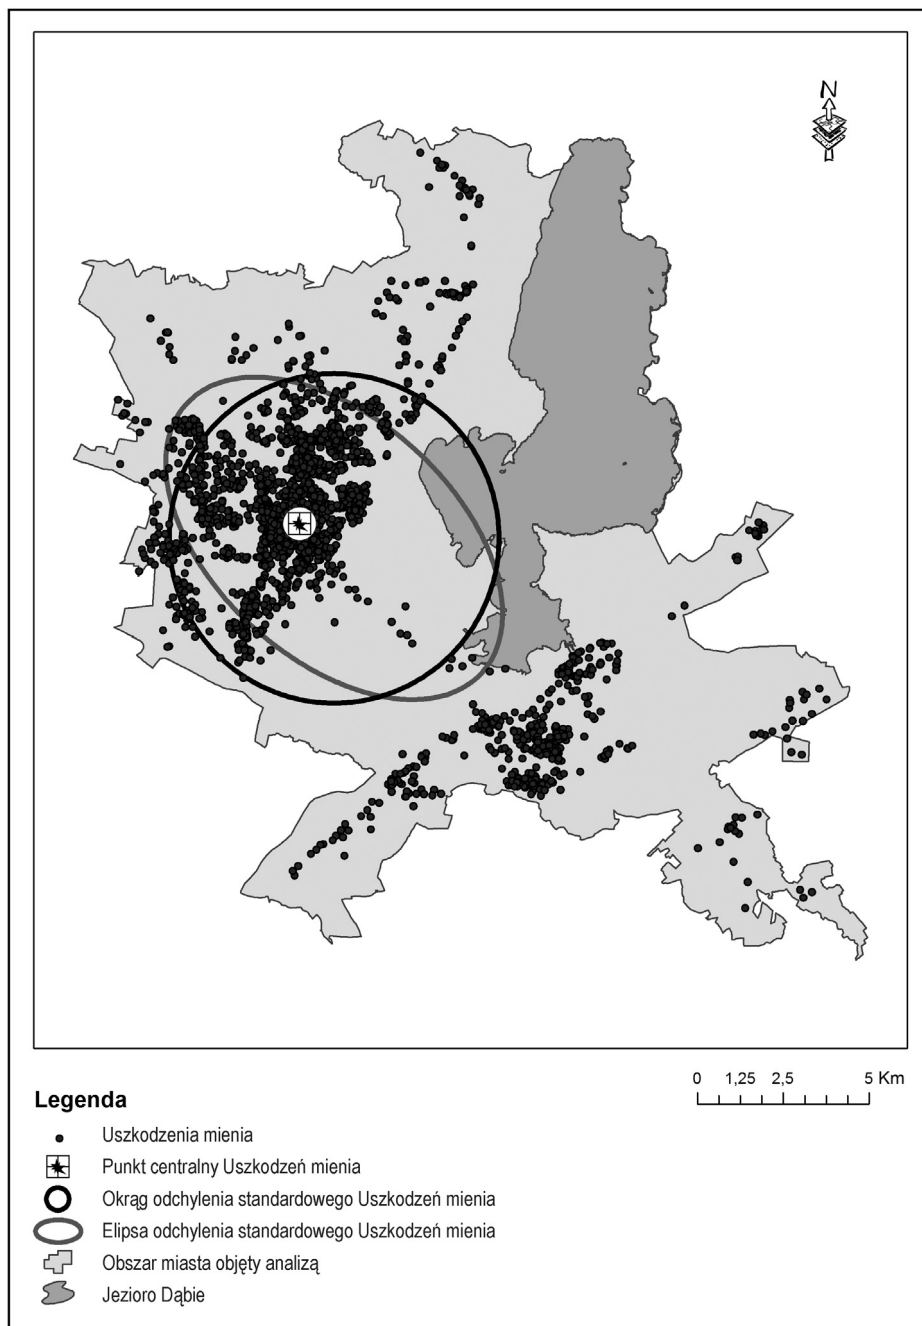 N
0 1,25 2,5 5 Km
Legenda
Uszkodzenia mienia
Punkt centralny Uszkodzeń mienia
Okrąg odchylenia standardowego Uszkodzeń mienia
Elipsa odchylenia standardowego Uszkodzeń mienia
Obszar miasta objęty analizą
Jezioro Dąbie